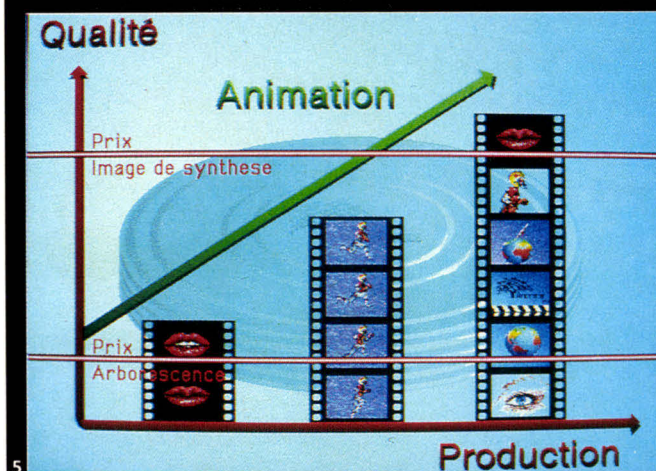 Qualité
Animation
Prix
Image de synthese
Prix
Arborescence
Production
5